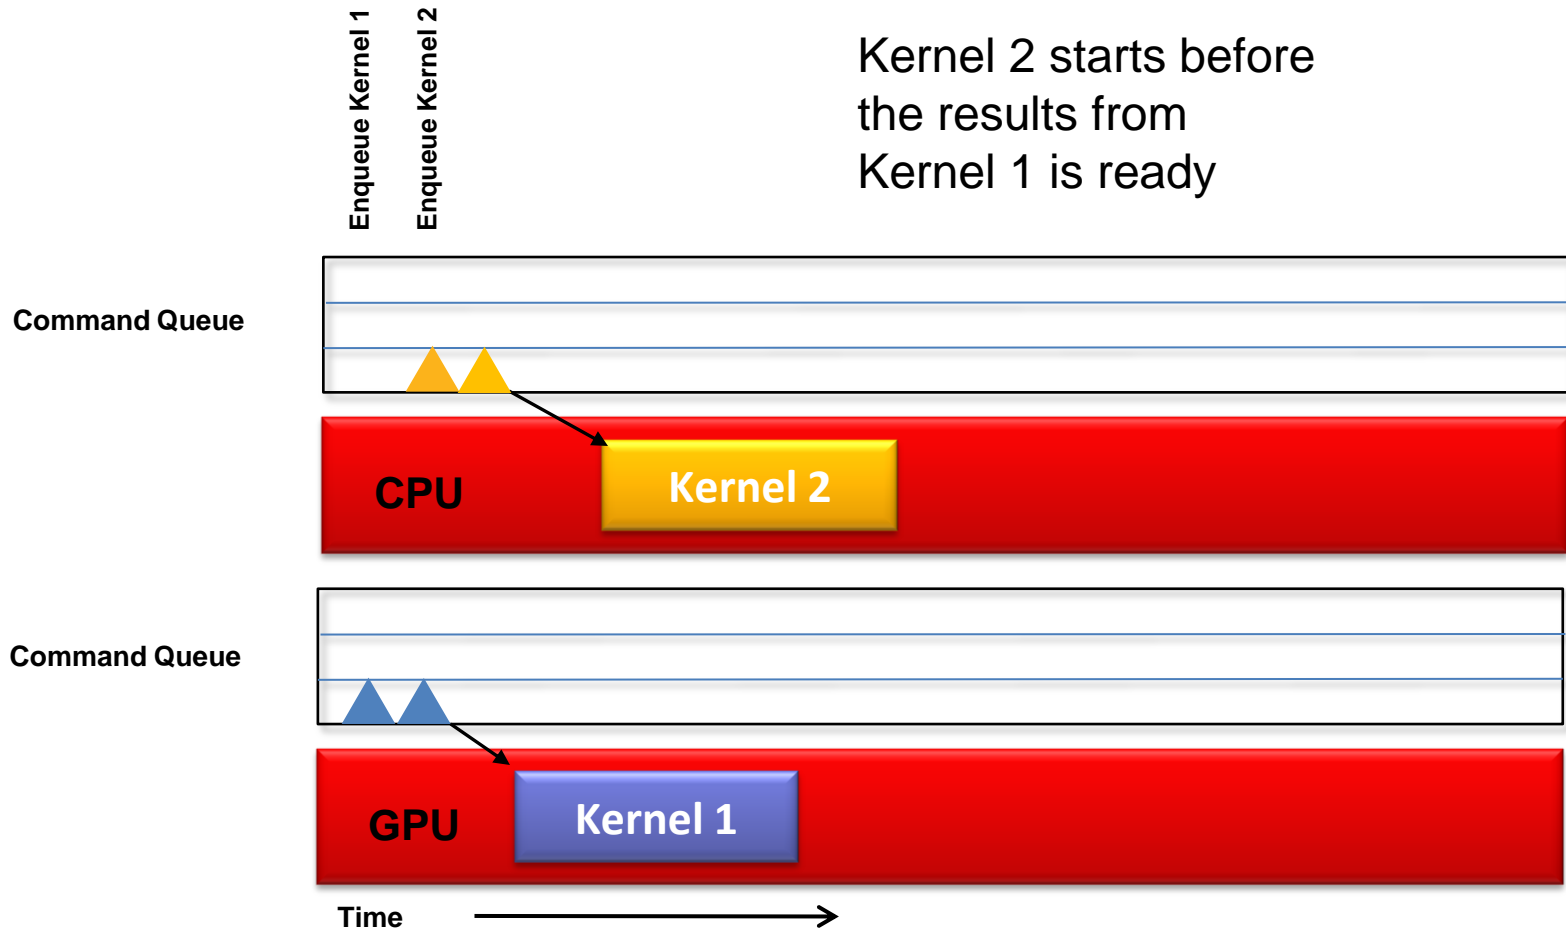 Enqueue Kernel 1
Enqueue Kernel 2
Kernel 2 starts before
the results from
Kernel 1 is ready
Command Queue
CPU
Kernel 2
Command Queue
GPU
Kernel 1
Time